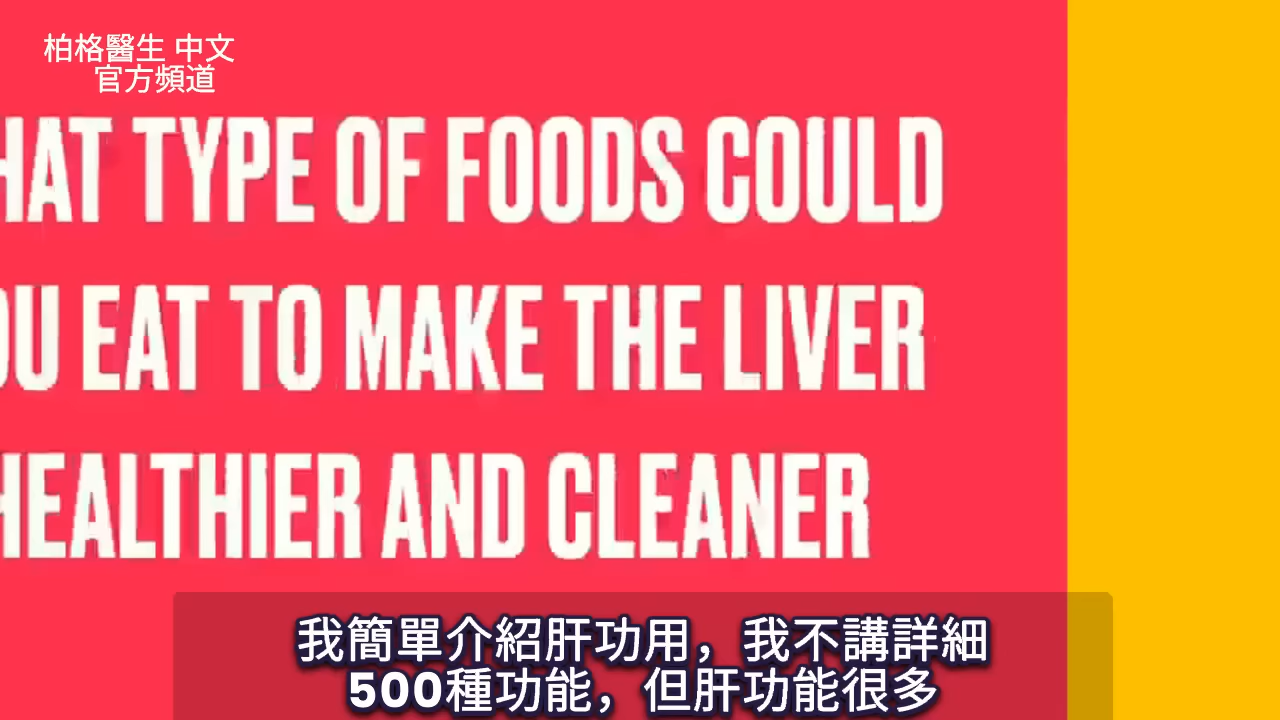 柏格醫生 中文
官方頻道
HAT TYPE OF FOODS COULD
OU EAT TO MAKE THE LIVER
HEALTHIER AND CLEANER
我簡單介紹肝功用，我不講詳細
500種功能，但肝功能很多